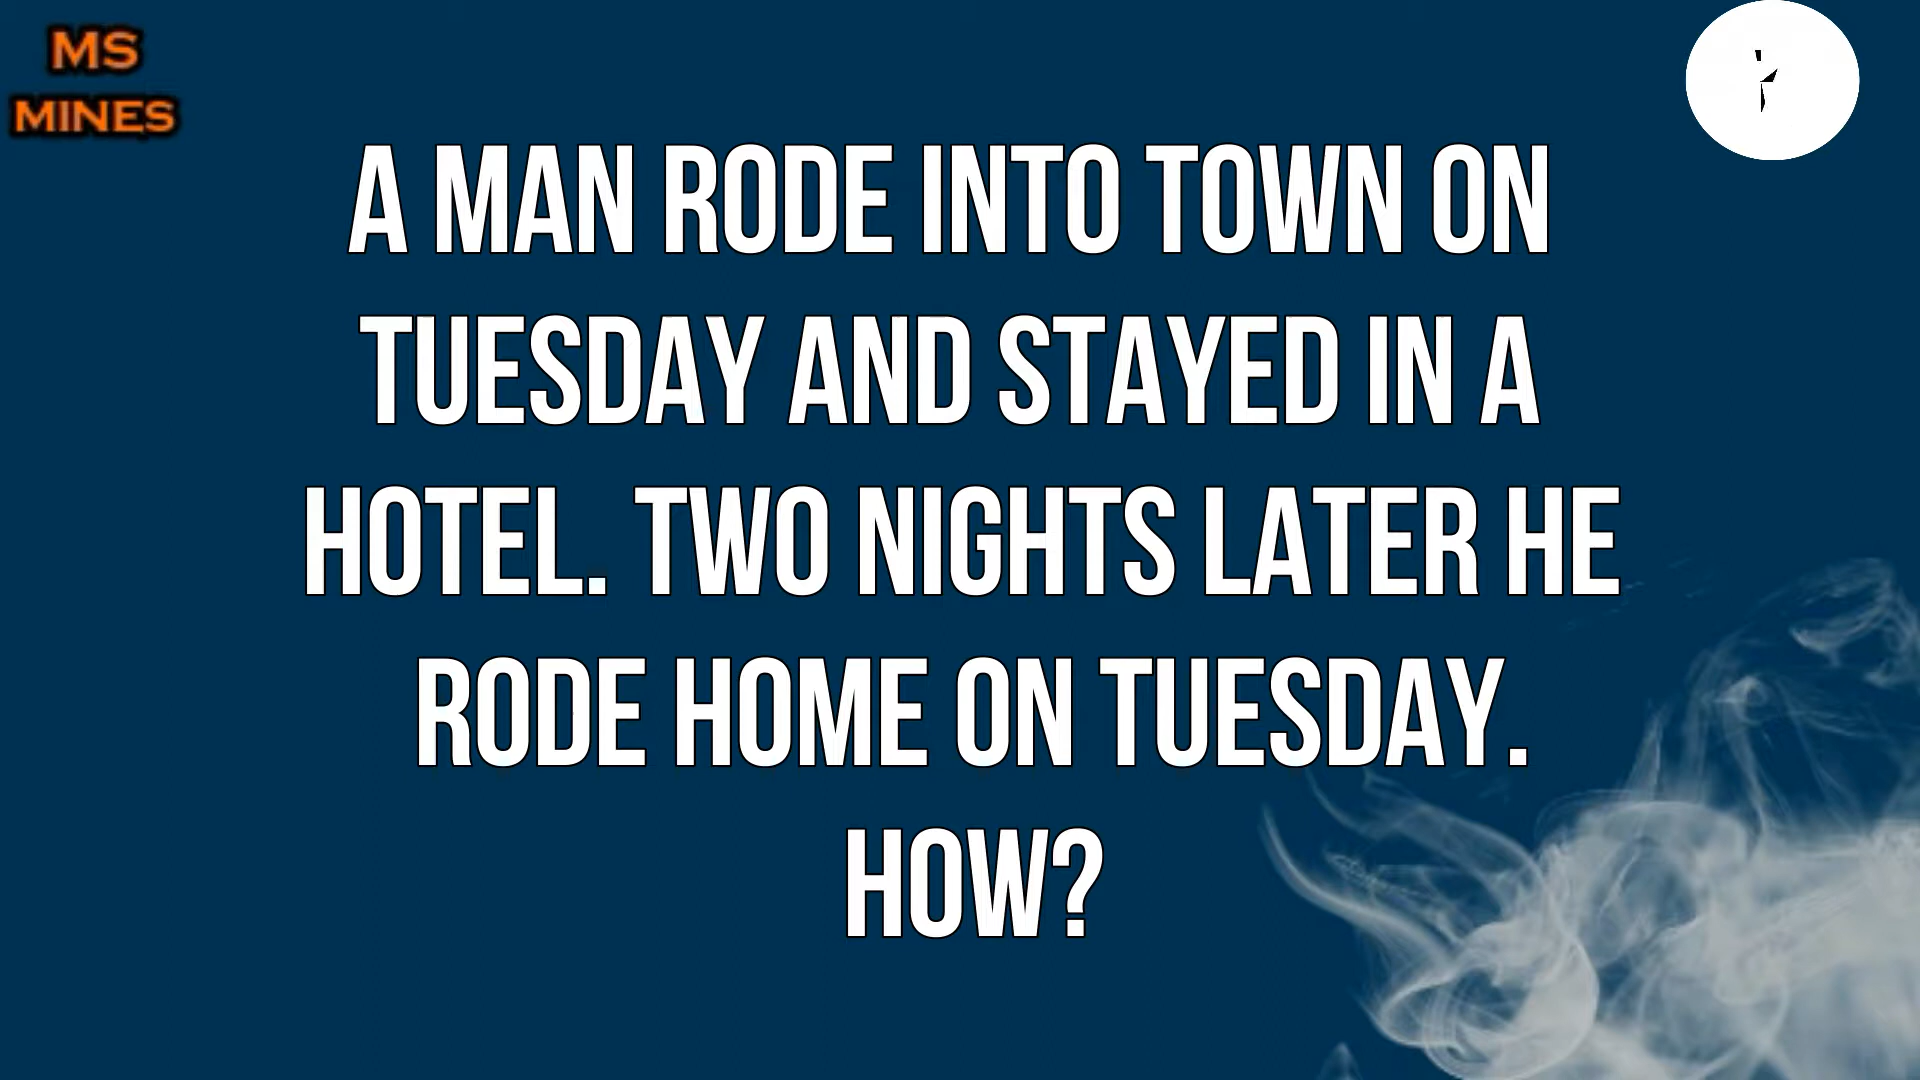 MS
MINES
A MAN RODE INTO TOWN ON
TUESDAY AND STAYED IN A
HOTEL. TWO NIGHTS LATER HE
RODE HOME ON TUESDAY.
HOW?